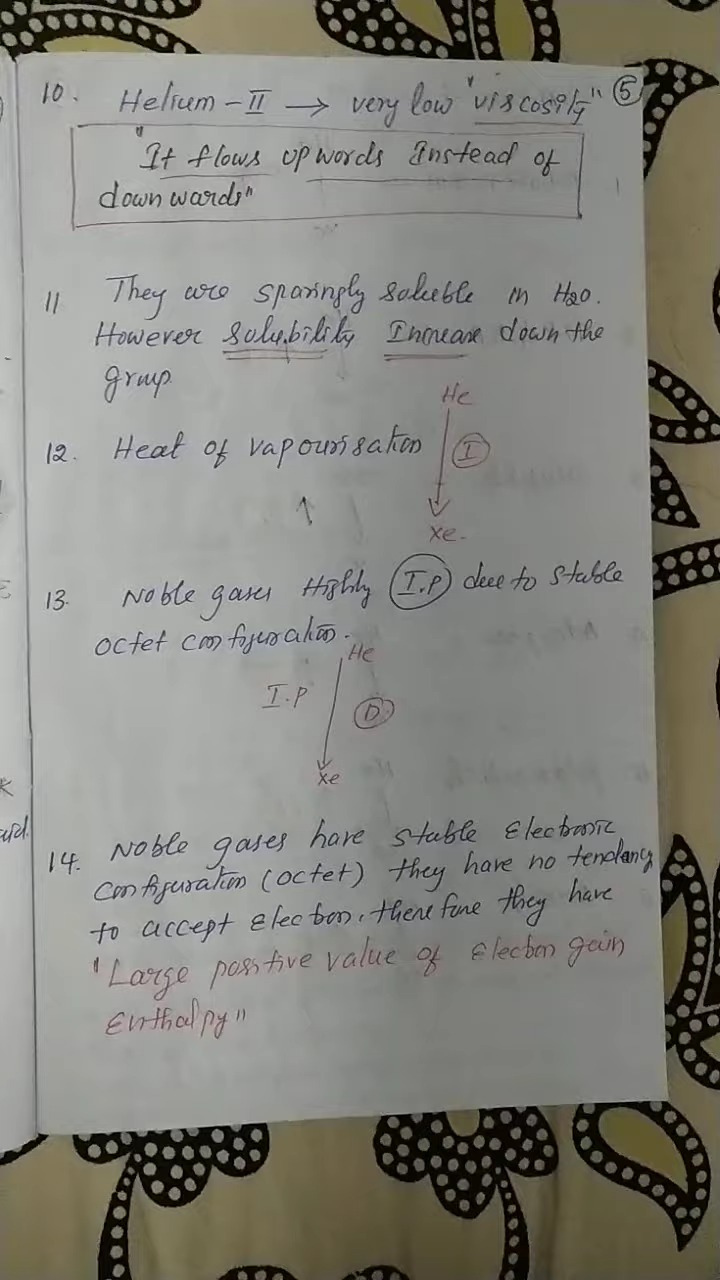 10. Helium - II → very low "viscosity" 5
"It flows upwords Instead of
downwards"
11 They are sparingly soluble in H2O.
However solubility Increase down the
group
He
12. Heat of vapourisation I
↑
Xe.
13. Noble gases Highly I.P due to stable
octet configuration.
He
I.P D
Xe
14. Noble gases have stable Electronic
configuration (octet) they have no tendency
to accept electron. therefore they have
"Large positive value of electron gain
Enthalpy"